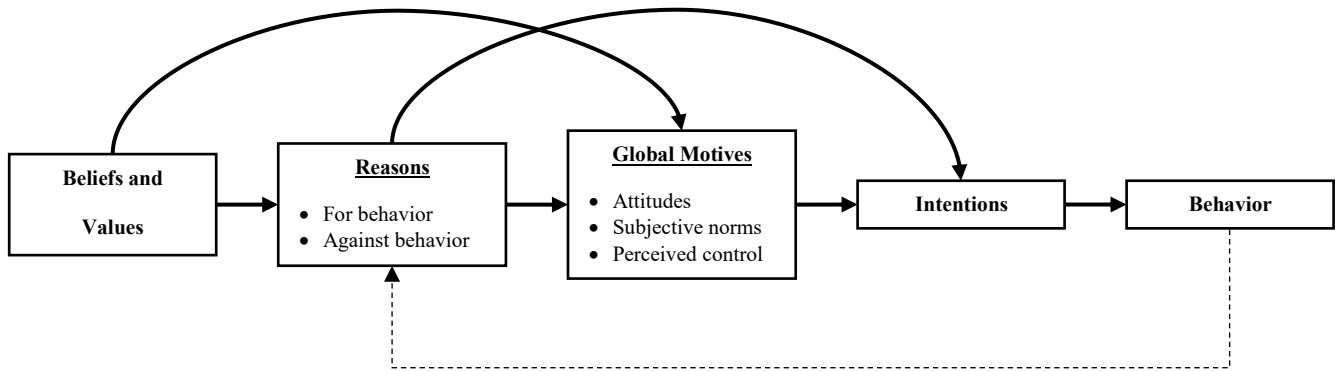 Beliefs and
Values
Reasons
• For behavior
• Against behavior
Global Motives
• Attitudes
• Subjective norms
• Perceived control
Intentions
Behavior